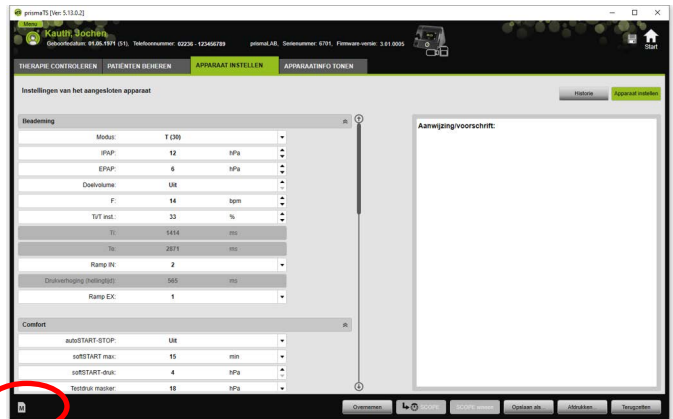 prismaTS [Ver: 5.13.0.2]
Menu
Kauth, Jochen
Geboortedatum: 01.05.1971 (51), Telefoonnummer: 02236 - 123456789 prismaLAB, Serienummer: 6701, Firmware-versie: 3.01.0005
Start
THERAPIE CONTROLEREN PATIËNTEN BEHEREN APPARAAT INSTELLEN APPARAATINFO TONEN
Instellingen van het aangesloten apparaat
Historie Apparaat instellen
Beademing
Aanwijzing/voorschrift:
Modus: T (30)
IPAP: 12 hPa
EPAP: 6 hPa
Doelvolume: Uit
F: 14 bpm
Ti/T inst.: 33 %
Ti: 1414 ms
Te: 2871 ms
Ramp IN: 2
Drukverhoging (hellingtijd): 565 ms
Ramp EX: 1
Comfort
autoSTART-STOP: Uit
softSTART max: 15 min
softSTART-druk: 4 hPa
Testdruk masker: 18 hPa
M
Overnemen SCOPE SCOPE wissen Opslaan als... Afdrukken... Terugzetten